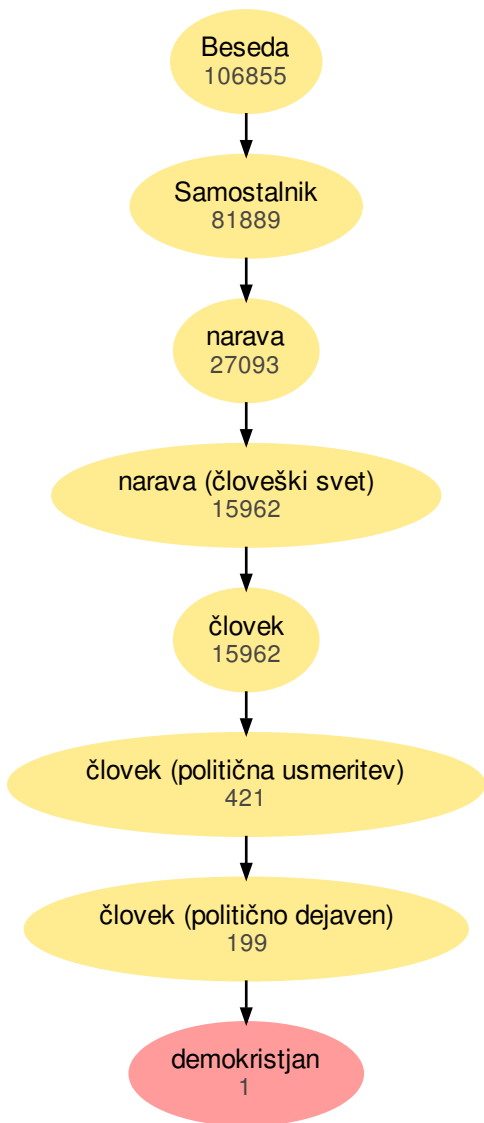 Beseda
106855
Samostalnik
81889
narava
27093
narava (človeški svet)
15962
človek
15962
človek (politična usmeritev)
421
človek (politično dejaven)
199
demokristjan
1